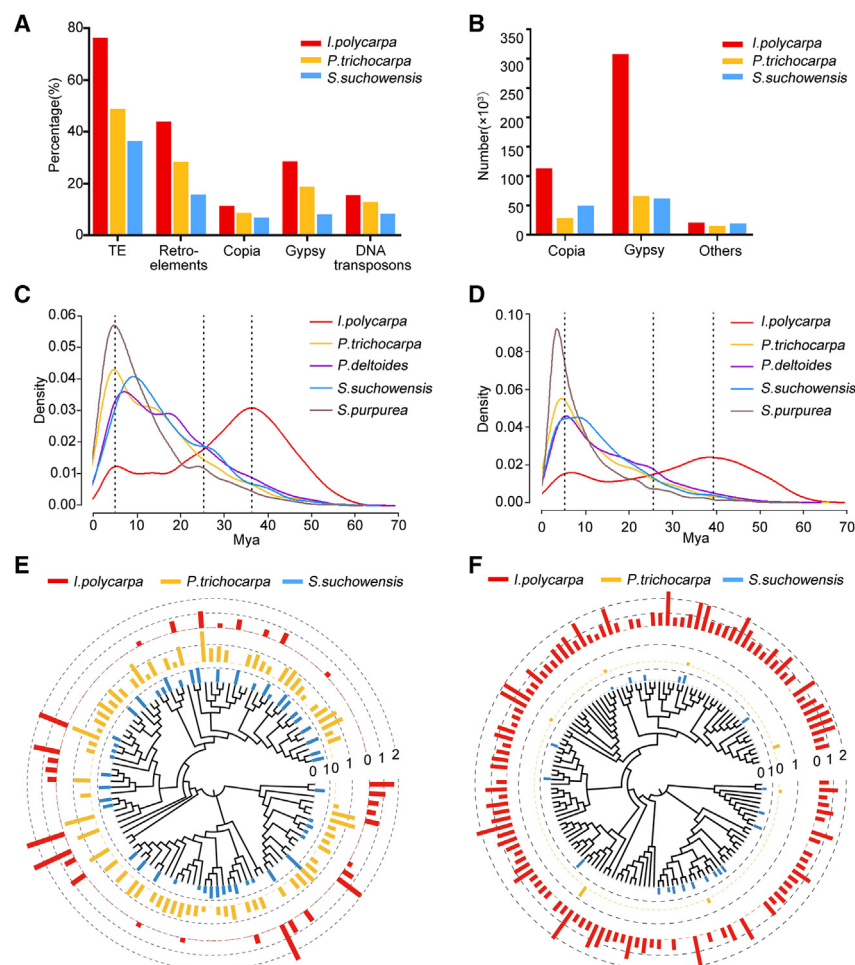 A
80
60
40
20
0
Percentage(%)
I.polycarpa
P.trichocarpa
S.suchowensis
TE
Retro-
elements
Copia
Gypsy
DNA
transposons
B
350
300
250
200
150
100
50
0
Number(×10³)
I.polycarpa
P.trichocarpa
S.suchowensis
Copia
Gypsy
Others
C
0.06
0.05
0.04
0.03
0.02
0.01
0.00
Density
I.polycarpa
P.trichocarpa
P.deltoides
S.suchowensis
S.purpurea
0 10 20 30 40 50 60 70
Mya
D
0.10
0.08
0.06
0.04
0.02
0.00
Density
I.polycarpa
P.trichocarpa
P.deltoides
S.suchowensis
S.purpurea
0 10 20 30 40 50 60 70
Mya
E
I.polycarpa P.trichocarpa S.suchowensis
0 10 1 0 1 2
F
I.polycarpa P.trichocarpa S.suchowensis
0 10 1 0 1 2